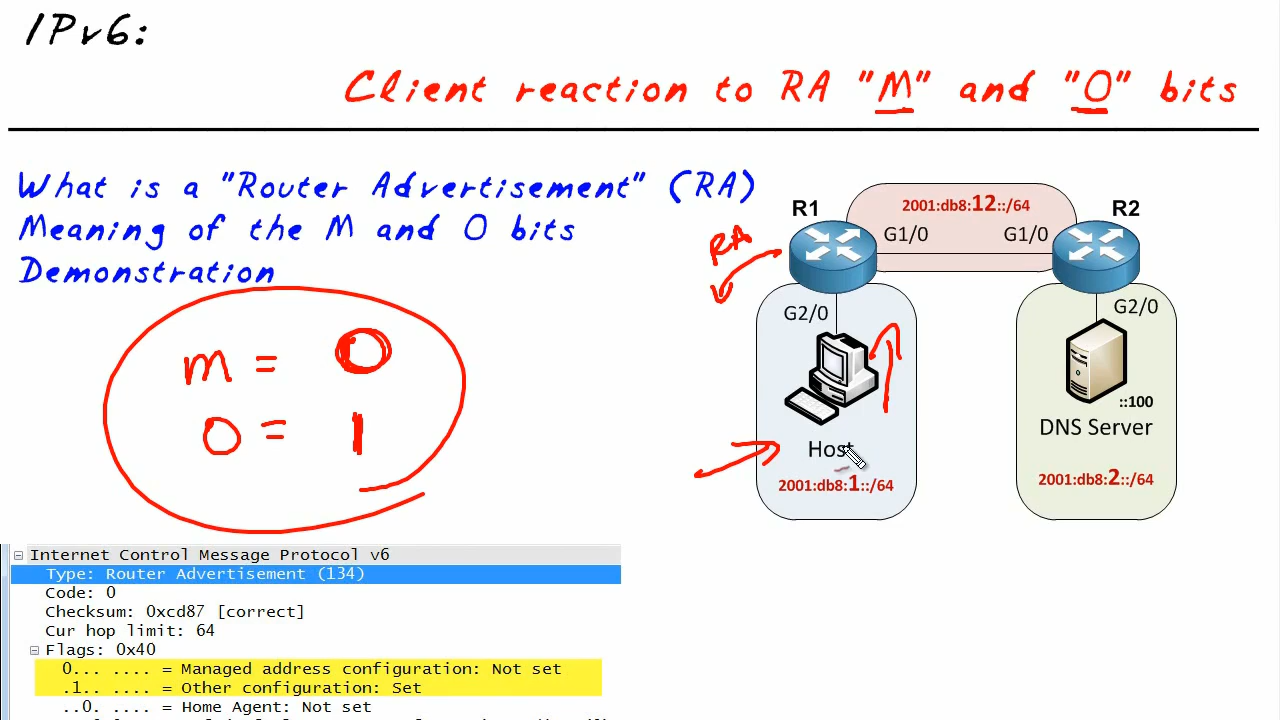 IPv6:
Client reaction to RA "M" and "O" bits
What is a "Router Advertisement" (RA)
Meaning of the M and O bits
Demonstration
m = 0
0 = 1
RA
R1
R2
2001:db8:12::/64
G1/0
G1/0
G2/0
G2/0
Host
2001:db8:1::/64
::100
DNS Server
2001:db8:2::/64
Internet Control Message Protocol v6
Type: Router Advertisement (134)
Code: 0
Checksum: 0xcd87 [correct]
Cur hop limit: 64
Flags: 0x40
0... .... = Managed address configuration: Not set
.1.. .... = Other configuration: Set
..0. .... = Home Agent: Not set